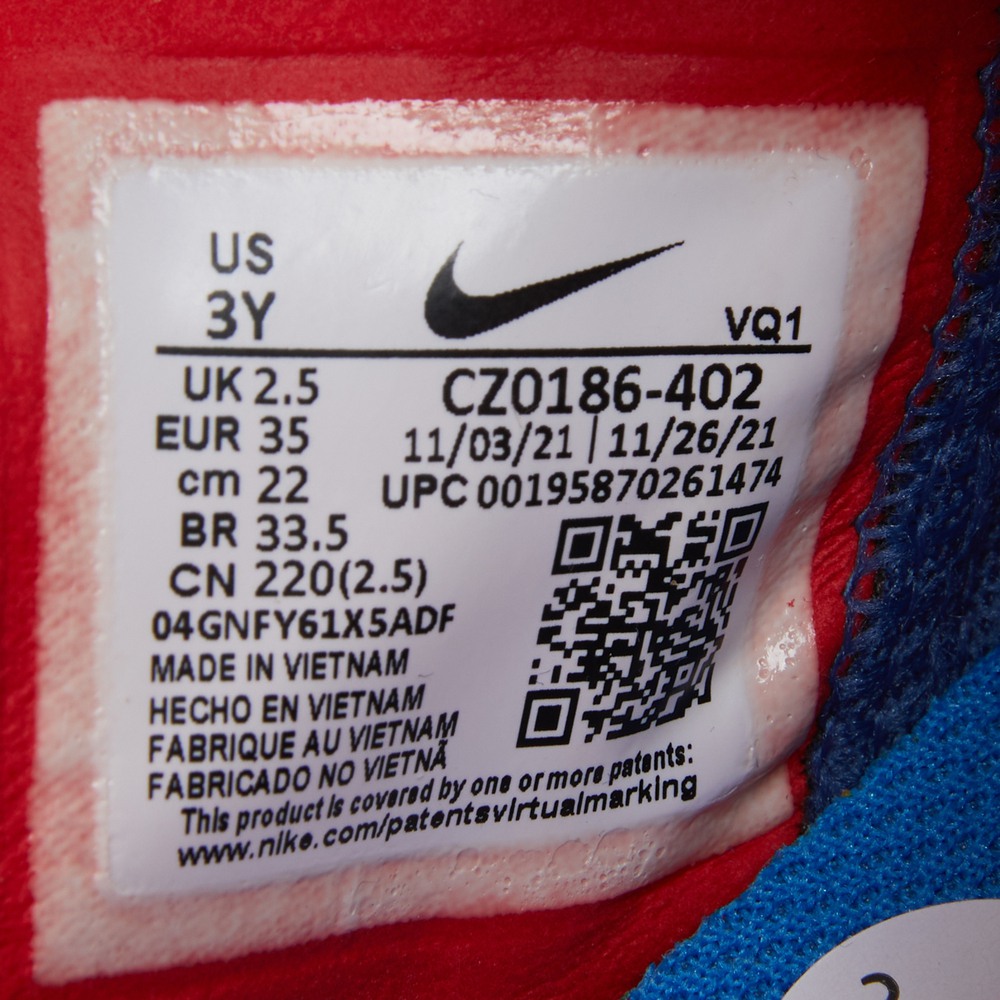 US
3Y
VQ1
UK 2.5
EUR 35
cm 22
BR 33.5
CN 220(2.5)
CZ0186-402
11/03/21 | 11/26/21
UPC 00195870261474
04GNFY61X5ADF
MADE IN VIETNAM
HECHO EN VIETNAM
FABRIQUE AU VIETNAM
FABRICADO NO VIETNÃ
This product is covered by one or more patents:
www.nike.com/patentsvirtualmarking